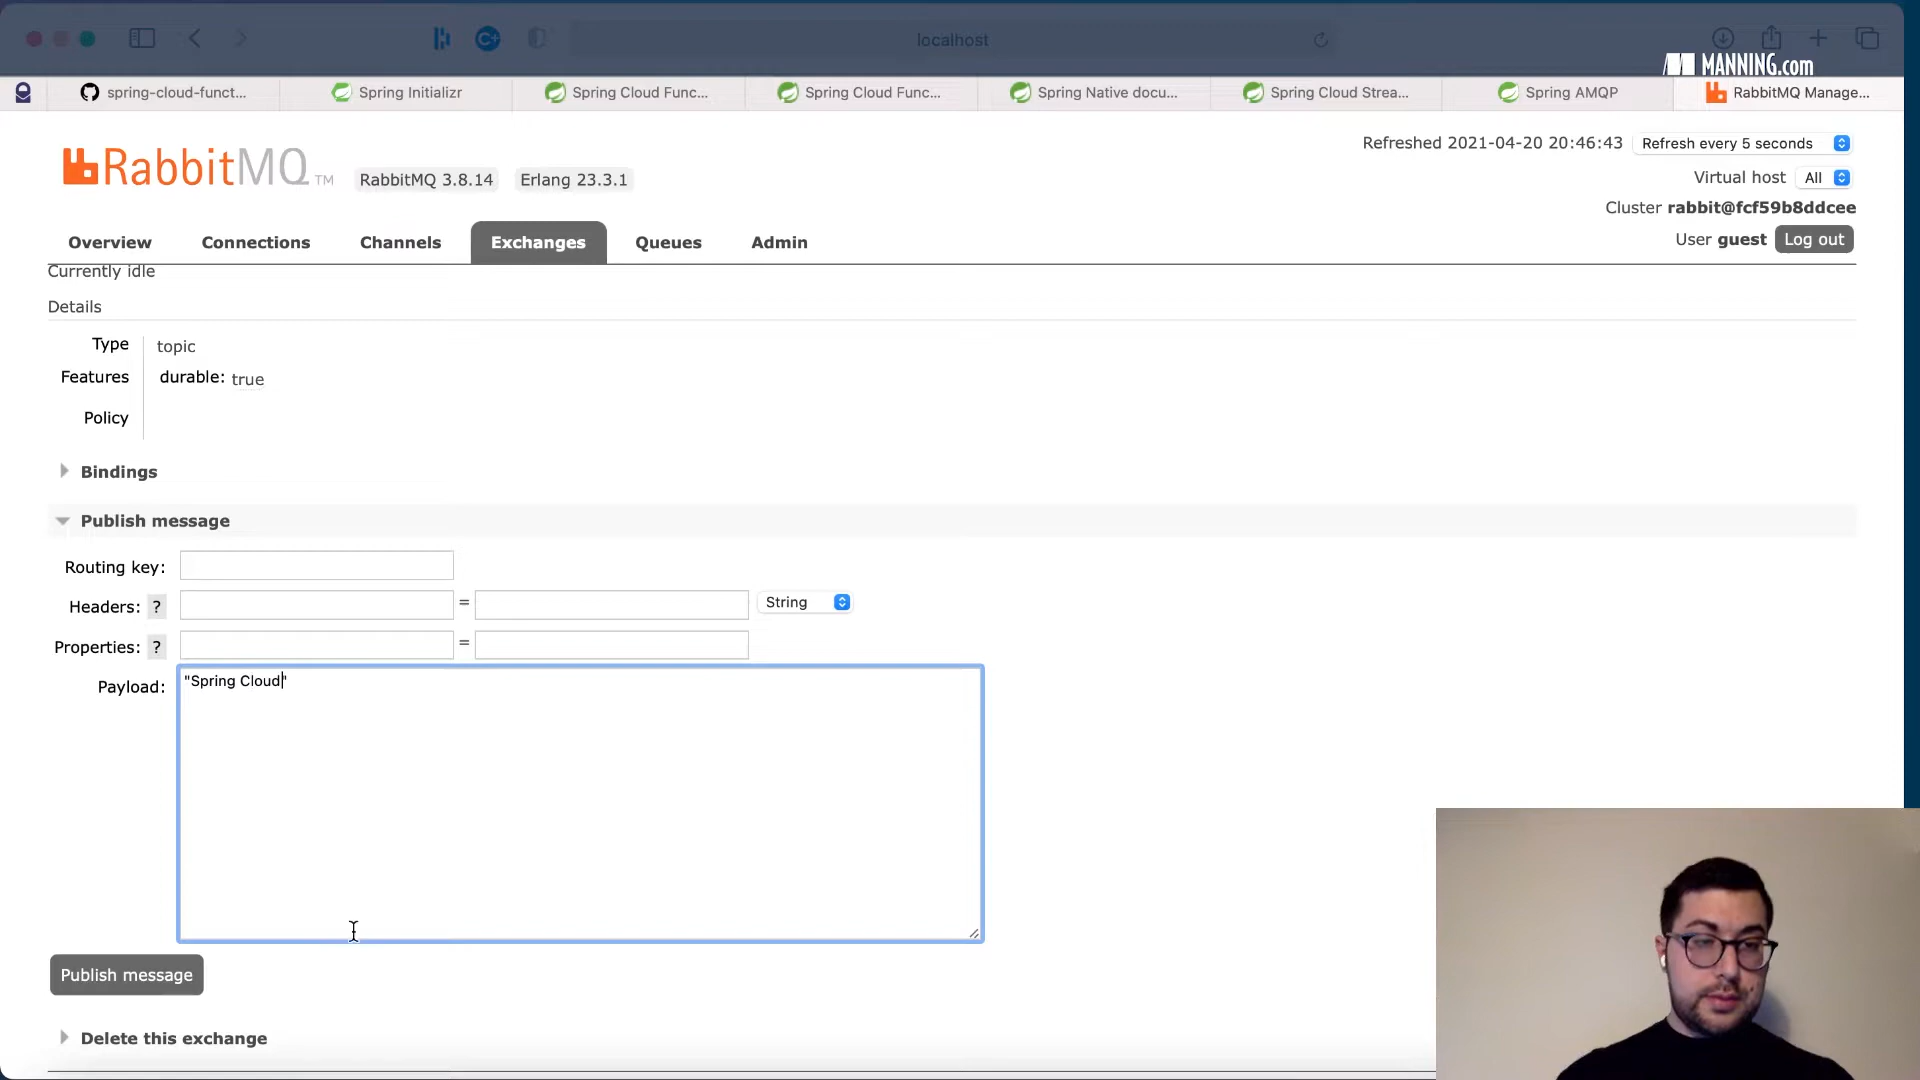 localhost
MANNING.com
spring-cloud-funct...
Spring Initializr
Spring Cloud Func...
Spring Cloud Func...
Spring Native docu...
Spring Cloud Strea...
Spring AMQP
RabbitMQ Manage...
Refreshed 2021-04-20 20:46:43 Refresh every 5 seconds
RabbitMQ TM RabbitMQ 3.8.14 Erlang 23.3.1
Virtual host All
Cluster rabbit@fcf59b8ddcee
User guest Log out
Overview Connections Channels Exchanges Queues Admin
Currently idle
Details
Type topic
Features durable: true
Policy
Bindings
Publish message
Routing key:
Headers: ? = String
Properties: ? =
Payload: "Spring Cloud"
Publish message
Delete this exchange